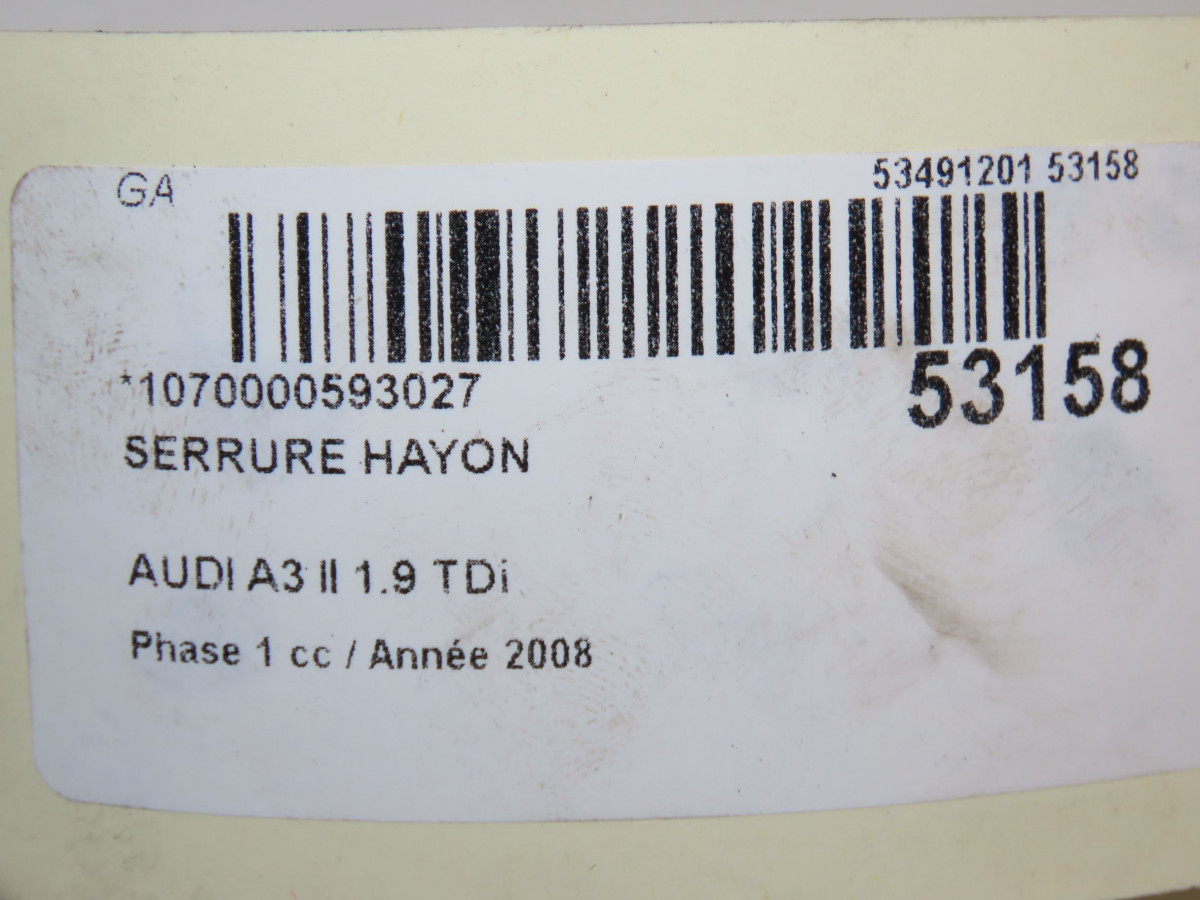 GA
53491201 53158
*1070000593027
53158
SERRURE HAYON
AUDI A3 II 1.9 TDi
Phase 1 cc / Année 2008